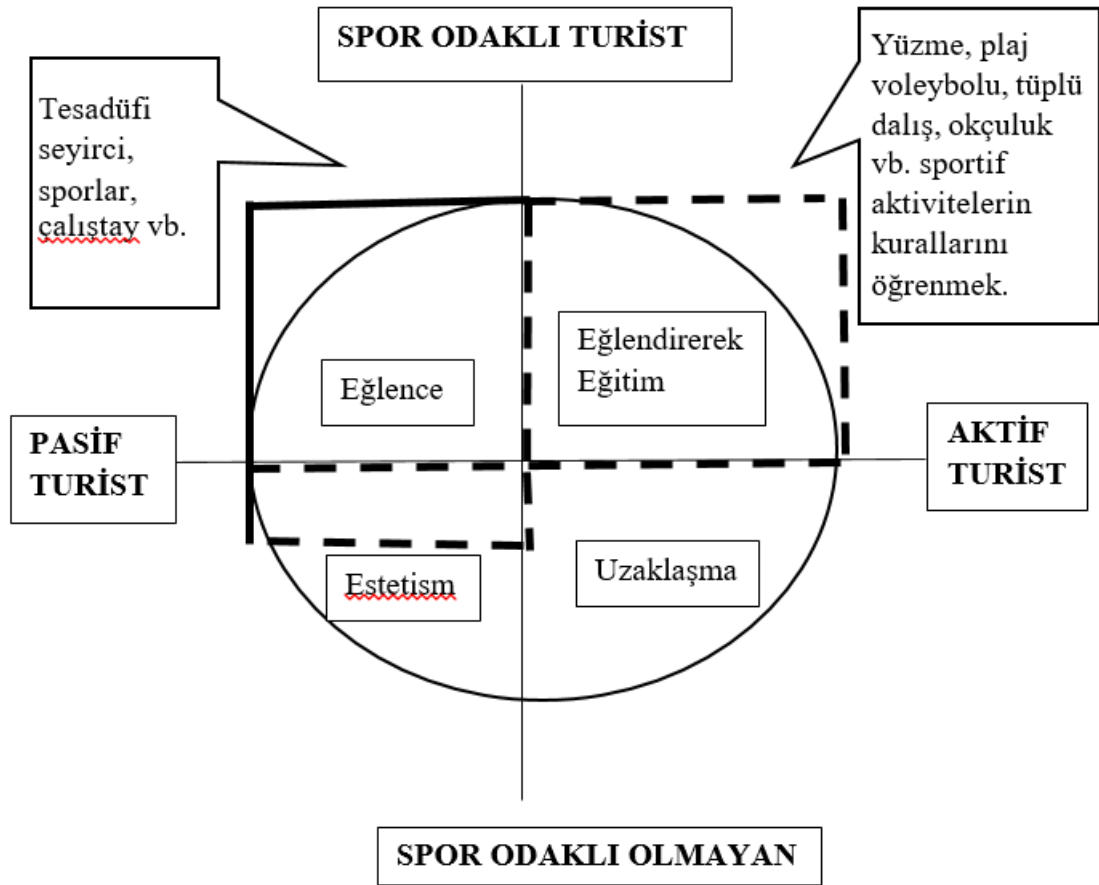 SPOR ODAKLI TURİST
Tesadüfi
seyirci,
sporlar,
çalıştay vb.
Yüzme, plaj
voleybolu, tüplü
dalış, okçuluk
vb. sportif
aktivitelerin
kurallarını
öğrenmek.
Eğlence
Eğlendirerek
Eğitim
PASİF
TURİST
AKTİF
TURİST
Estetism
Uzaklaşma
SPOR ODAKLI OLMAYAN